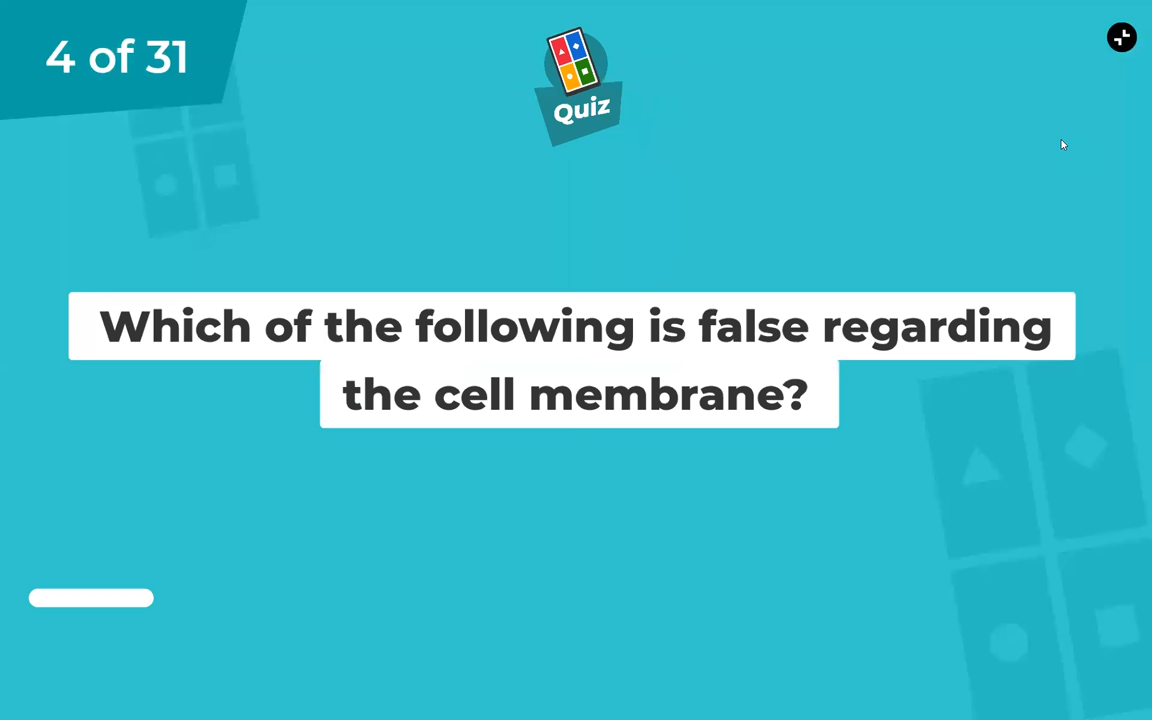 4 of 31
Quiz
Which of the following is false regarding
the cell membrane?